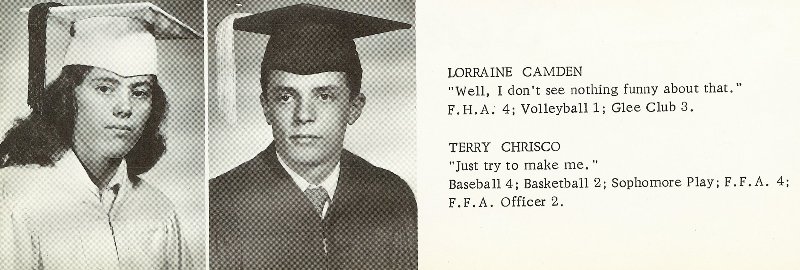 LORRAINE CAMDEN
"Well, I don't see nothing funny about that."
F.H.A. 4; Volleyball 1; Glee Club 3.
TERRY CHRISCO
"Just try to make me."
Baseball 4; Basketball 2; Sophomore Play; F.F.A. 4;
F.F.A. Officer 2.